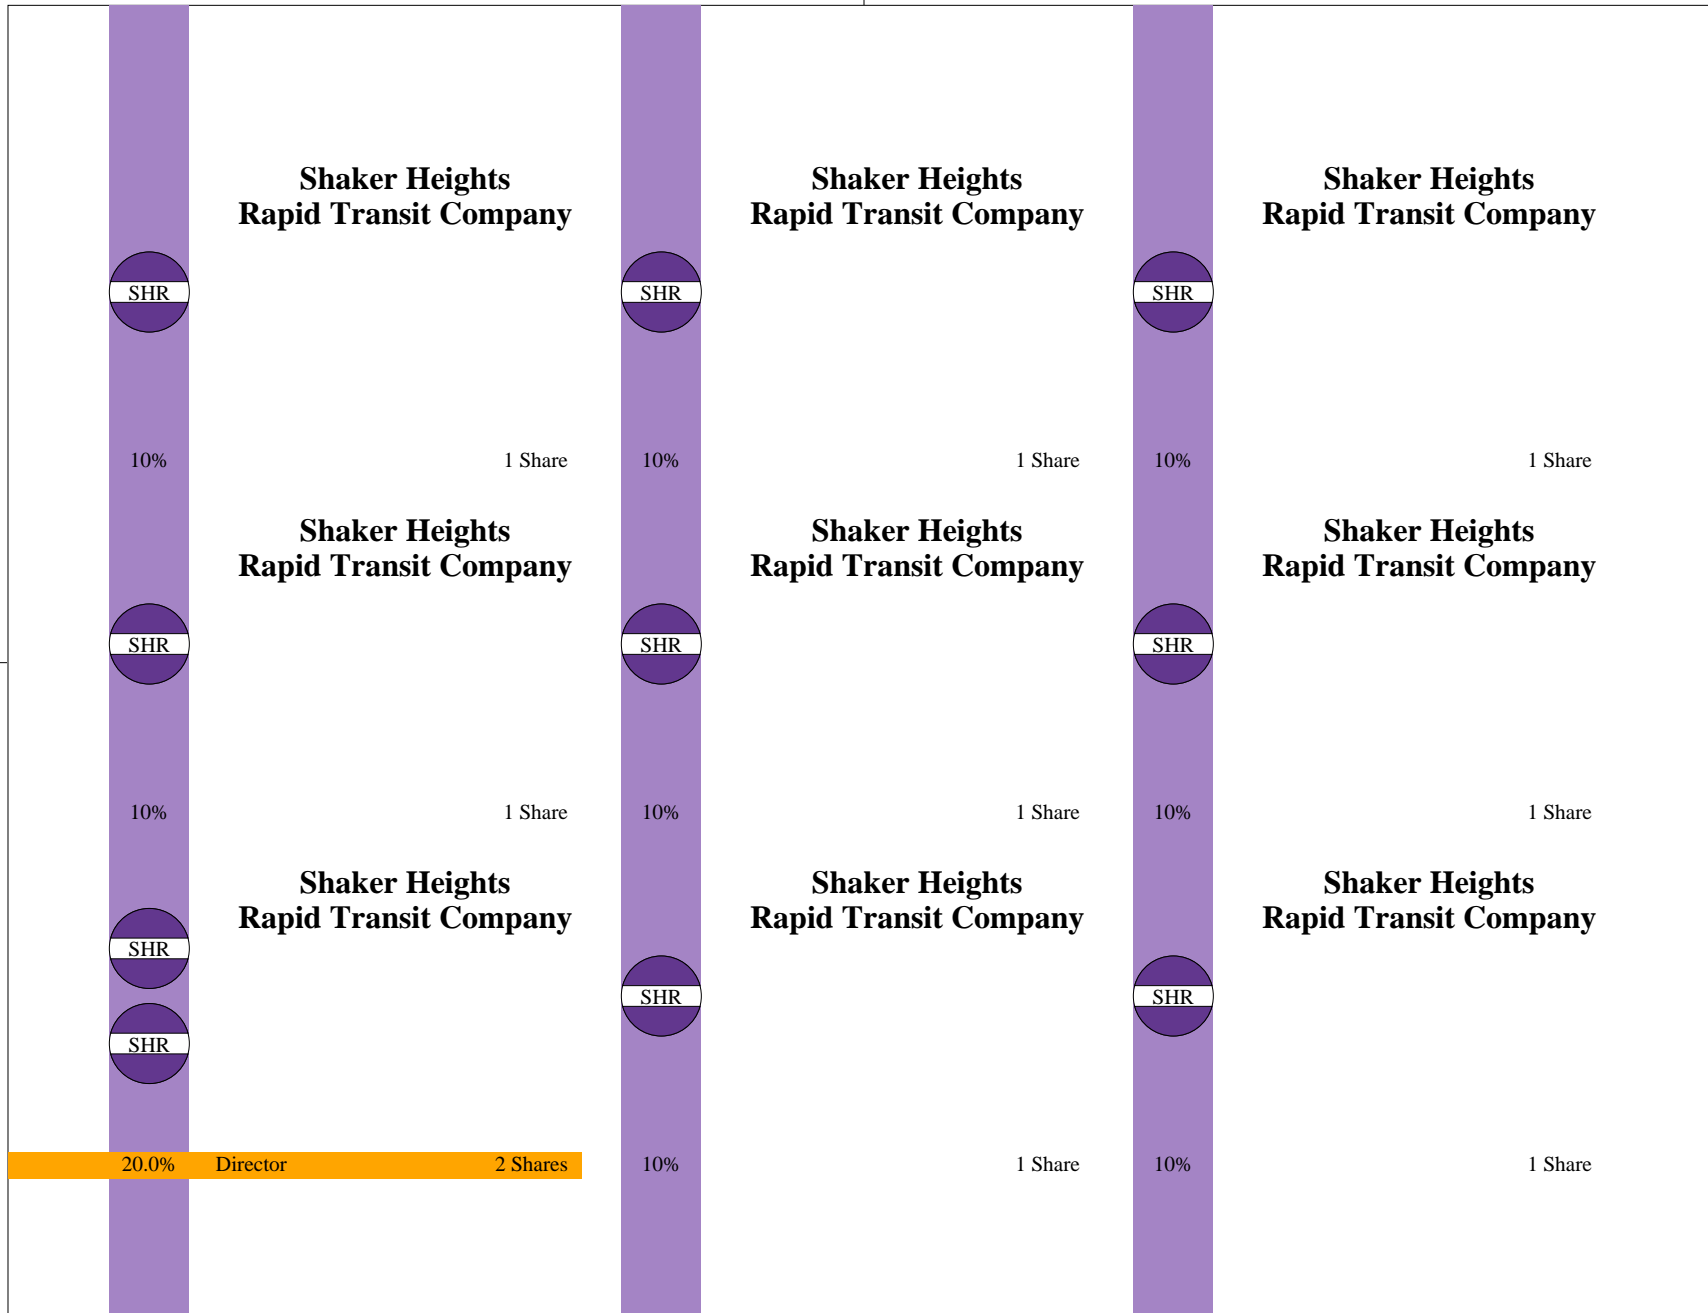 Shaker Heights
Rapid Transit Company
SHR
10%
1 Share
Shaker Heights
Rapid Transit Company
SHR
10%
1 Share
Shaker Heights
Rapid Transit Company
SHR
10%
1 Share
Shaker Heights
Rapid Transit Company
SHR
10%
1 Share
Shaker Heights
Rapid Transit Company
SHR
10%
1 Share
Shaker Heights
Rapid Transit Company
SHR
10%
1 Share
Shaker Heights
Rapid Transit Company
SHR
SHR
20.0% Director 2 Shares
Shaker Heights
Rapid Transit Company
SHR
10%
1 Share
Shaker Heights
Rapid Transit Company
SHR
10%
1 Share